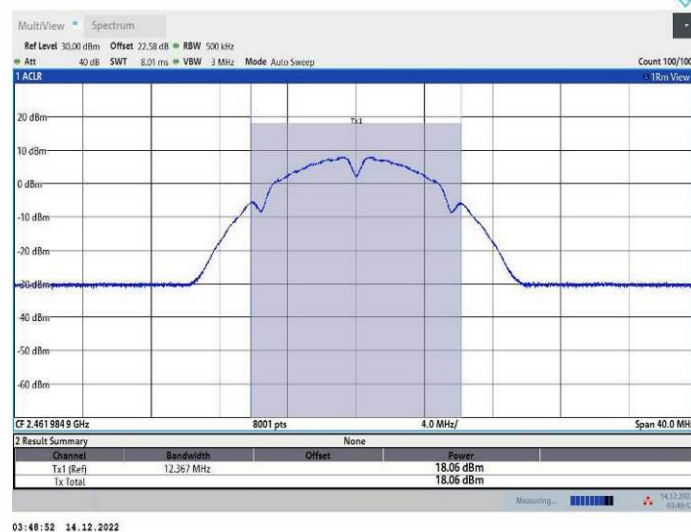 MultiView Spectrum
Ref Level 30.00 dBm Offset 22.58 dB RBW 500 kHz
Att 40 dB SWT 8.01 ms VBW 3 MHz Mode Auto Sweep Count 100/100
1 ACLR 1Rm View
Tx1
20 dBm
10 dBm
0 dBm
-10 dBm
-20 dBm
-30 dBm
-40 dBm
-50 dBm
-60 dBm
CF 2.461 984 9 GHz 8001 pts 4.0 MHz/ Span 40.0 MH
2 Result Summary None
Channel Bandwidth Offset Power
Tx1 (Ref) 12.367 MHz 18.06 dBm
Tx Total 18.06 dBm
Measuring...
03:48:52 14.12.2022